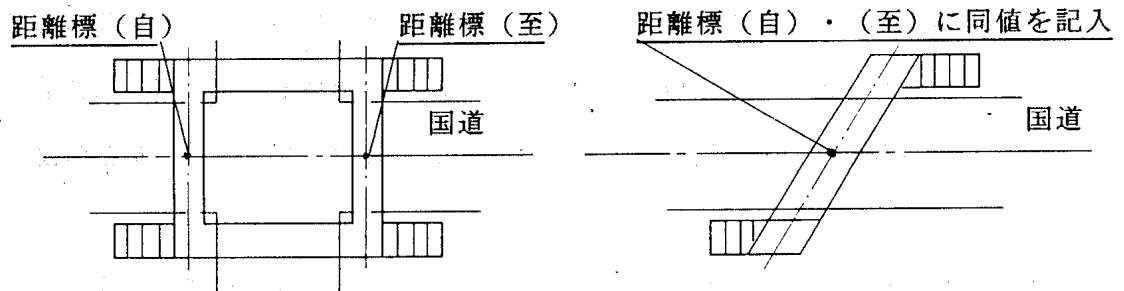 距離標（自）
距離標（至）
国道
距離標（自）・（至）に同値を記入
国道